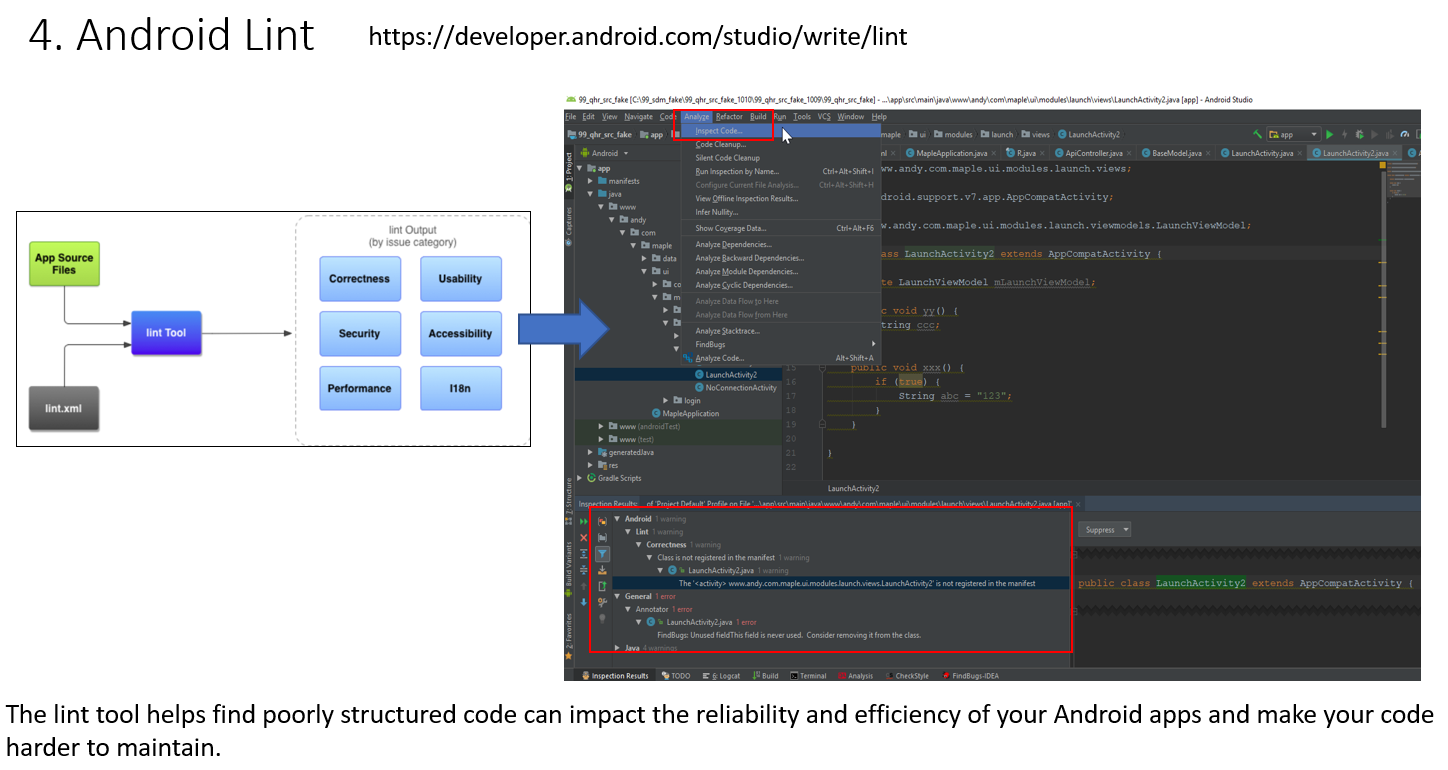 4. Android Lint
https://developer.android.com/studio/write/lint
App Source
Files
lint.xml
lint Tool
lint Output
(by issue category)
Correctness
Usability
Security
Accessibility
Performance
I18n
99_qhr_src_fake [C:\99_sdm_fake\99_qhr_src_fake_1010\99_qhr_src_fake_1009\99_qhr_src_fake] - ...\app\src\main\java\www\andy\com\maple\ui\modules\launch\views\LaunchActivity2.java [app] - Android Studio
File Edit View Navigate Code Analyze Refactor Build Run Tools VCS Window Help
99_qhr_src_fake app
maple ui modules launch views LaunchActivity2
app
Android
MapleApplication.java R.java ApiController.java BaseModel.java LaunchActivity.java LaunchActivity2.java
1: Project
Captures
7: Structure
Build Variants
2: Favorites
app
manifests
java
www
andy
com
maple
data
ui
co
m
LaunchActivity2
NoConnectionActivity
login
MapleApplication
www (androidTest)
www (test)
generatedJava
res
Gradle Scripts
Inspect Code...
Code Cleanup...
Silent Code Cleanup
Run Inspection by Name... Ctrl+Alt+Shift+I
Configure Current File Analysis... Ctrl+Alt+Shift+H
View Offline Inspection Results...
Infer Nullity...
Show Coverage Data... Ctrl+Alt+F6
Analyze Dependencies...
Analyze Backward Dependencies...
Analyze Module Dependencies...
Analyze Cyclic Dependencies...
Analyze Data Flow to Here
Analyze Data Flow from Here
Analyze Stacktrace...
FindBugs
Analyze Code... Alt+Shift+A
ww.andy.com.maple.ui.modules.launch.views;
droid.support.v7.app.AppCompatActivity;
w.andy.com.maple.ui.modules.launch.viewmodels.LaunchViewModel;
ass LaunchActivity2 extends AppCompatActivity {
te LaunchViewModel mLaunchViewModel;
c void yy() {
tring ccc;
15 public void xxx() {
16 if (true) {
17 String abc = "123";
18 }
19 }
20
21 }
22
LaunchActivity2
Inspection Results: of 'Project Default' Profile on File '...\app\src\main\java\www\andy\com\maple\ui\modules\launch\views\LaunchActivity2.java [app]'
Android 1 warning
Lint 1 warning
Correctness 1 warning
Class is not registered in the manifest 1 warning
LaunchActivity2.java 1 warning
The '<activity> www.andy.com.maple.ui.modules.launch.views.LaunchActivity2' is not registered in the manifest
General 1 error
Annotator 1 error
LaunchActivity2.java 1 error
FindBugs: Unused fieldThis field is never used. Consider removing it from the class.
Java 4 warnings
Suppress
public class LaunchActivity2 extends AppCompatActivity {
Inspection Results TODO 6: Logcat Build Terminal Analysis CheckStyle FindBugs-IDEA
The lint tool helps find poorly structured code can impact the reliability and efficiency of your Android apps and make your code
harder to maintain.